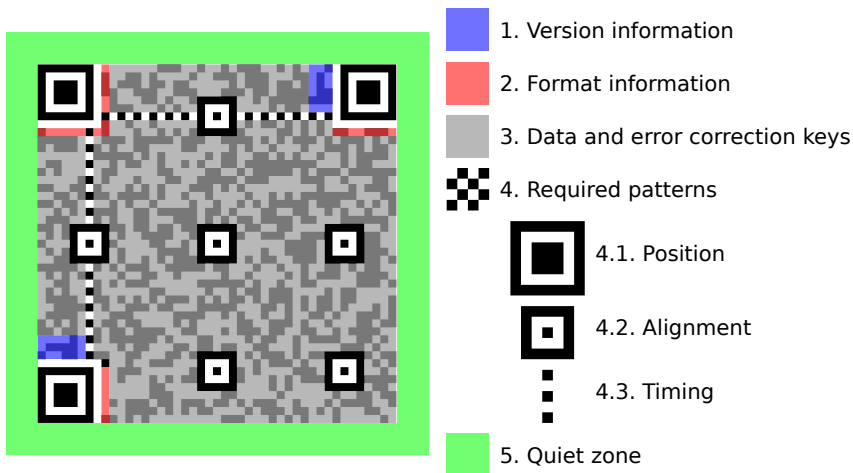 1. Version information
2. Format information
3. Data and error correction keys
4. Required patterns
4.1. Position
4.2. Alignment
4.3. Timing
5. Quiet zone